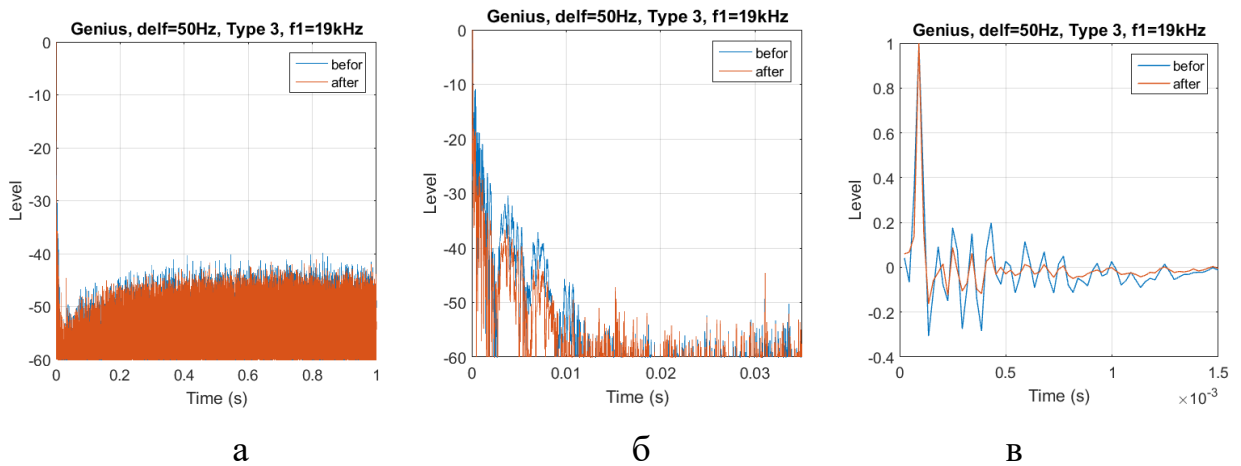 Genius, delf=50Hz, Type 3, f1=19kHz
befor
after
0
-10
-20
-30
-40
-50
-60
Level
0 0.2 0.4 0.6 0.8 1
Time (s)
а
Genius, delf=50Hz, Type 3, f1=19kHz
befor
after
0
-10
-20
-30
-40
-50
-60
Level
0 0.01 0.02 0.03
Time (s)
б
Genius, delf=50Hz, Type 3, f1=19kHz
befor
after
1
0.8
0.6
0.4
0.2
0
-0.2
-0.4
Level
0 0.5 1 1.5
Time (s) ×10⁻³
в